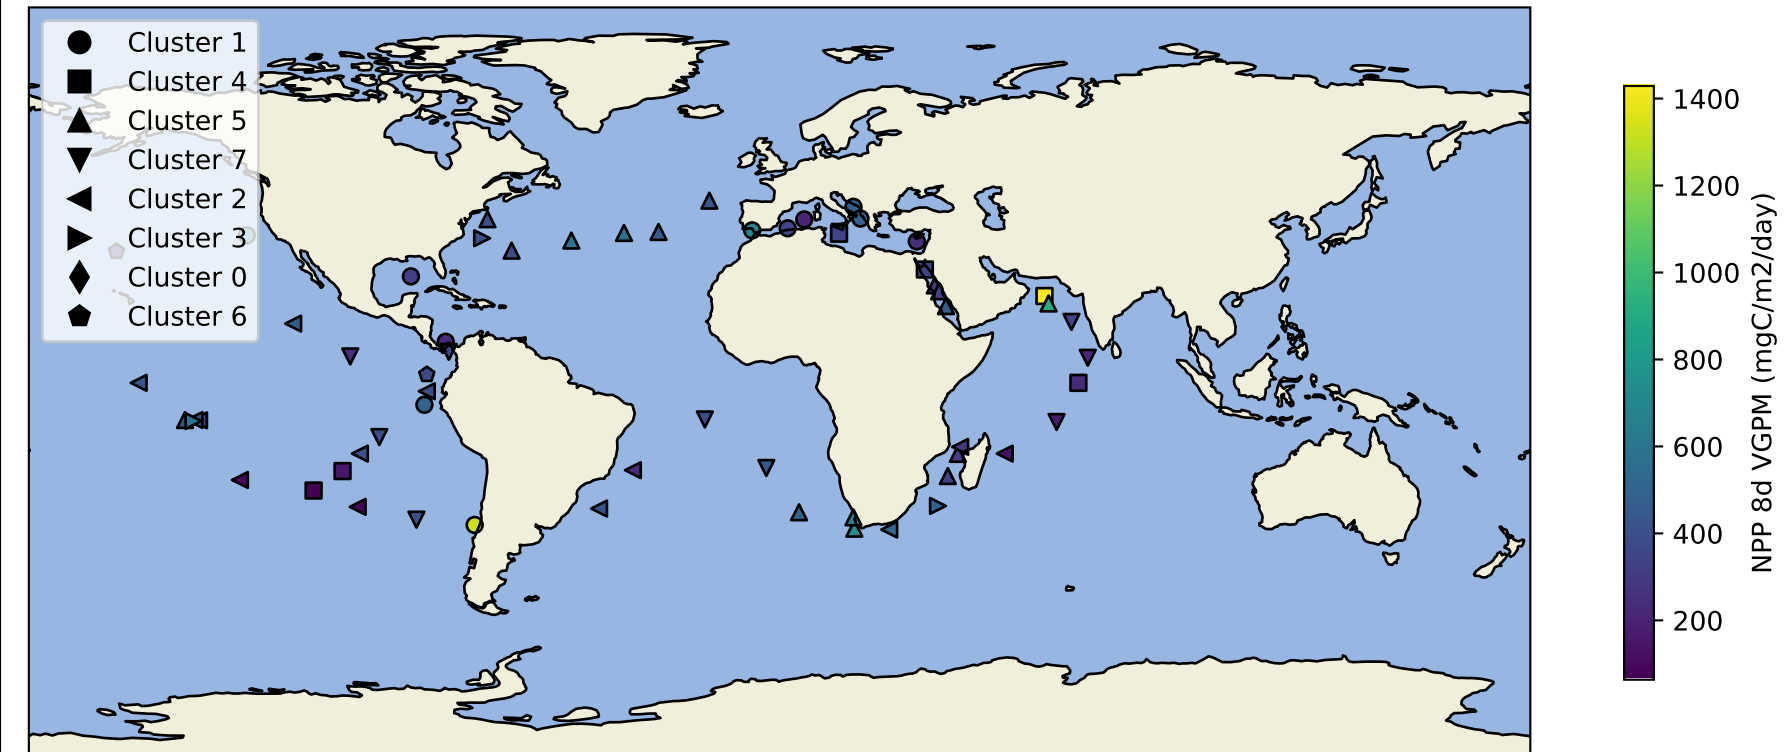 Cluster 1
Cluster 4
Cluster 5
Cluster 7
Cluster 2
Cluster 3
Cluster 0
Cluster 6
1400
1200
1000
800
600
400
200
NPP 8d VGPM (mgC/m2/day)